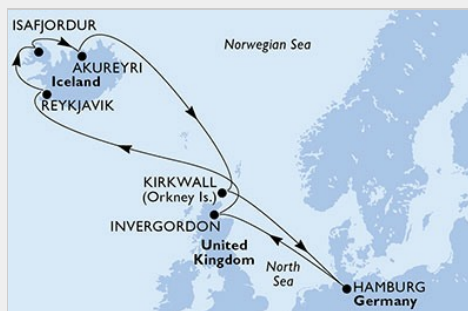 ISAFJORDUR
AKUREYRI
Iceland
REYKJAVIK
Norwegian Sea
KIRKWALL
(Orkney Is.)
INVERGORDON
United
Kingdom
North
Sea
HAMBURG
Germany